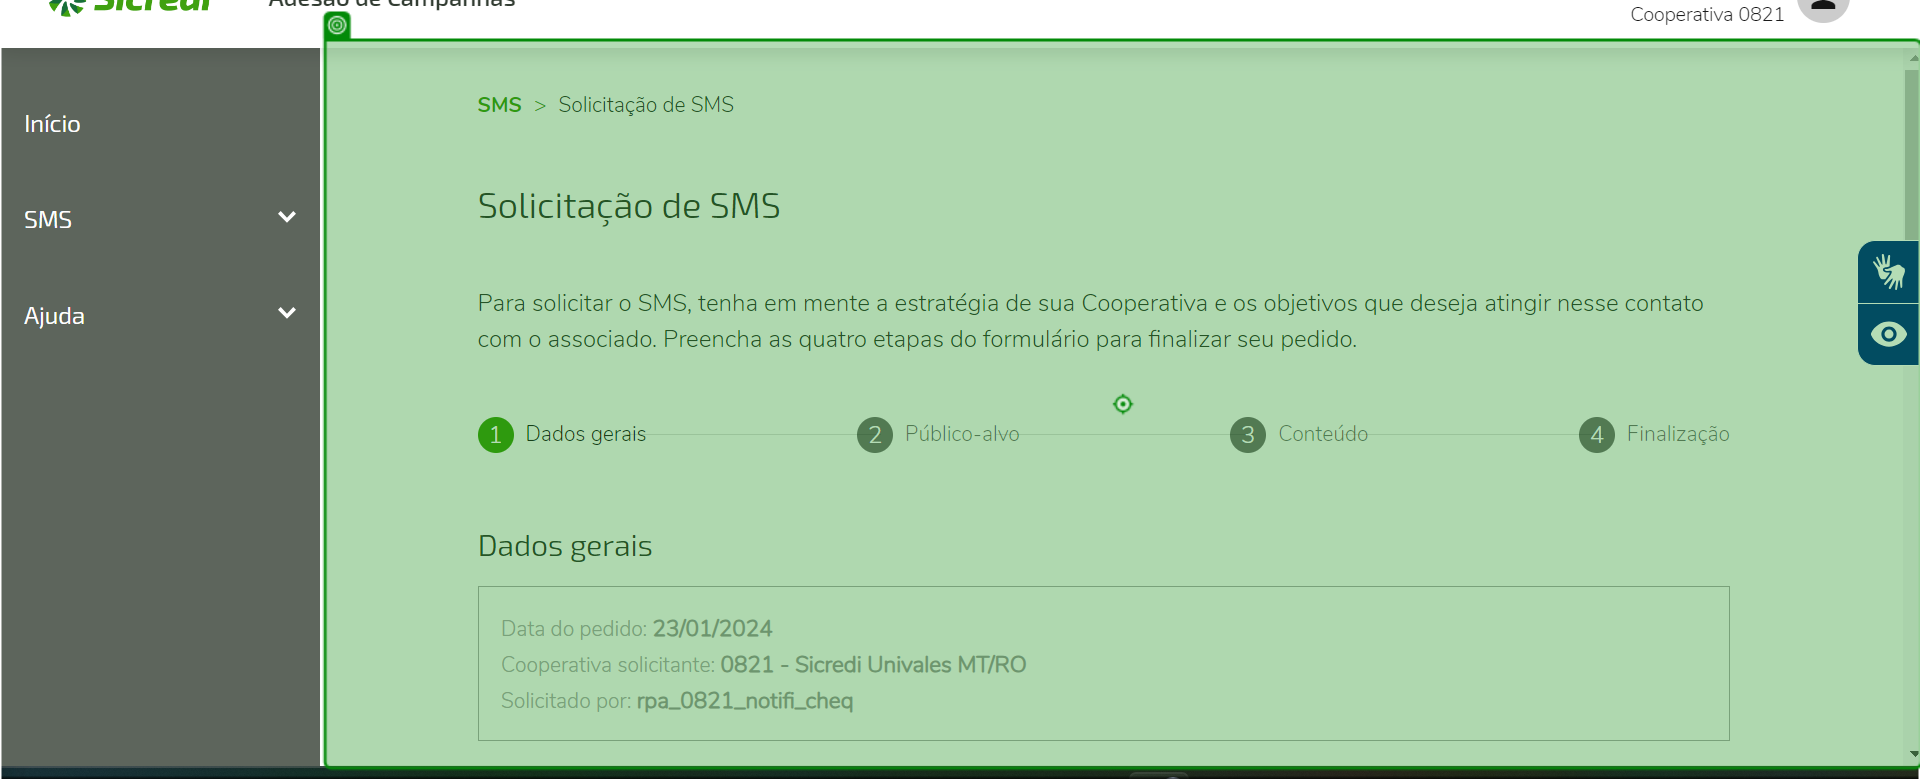 Sicredi
Adesão de Campanhas
Cooperativa 0821
Início
SMS
Ajuda
SMS > Solicitação de SMS
Solicitação de SMS
Para solicitar o SMS, tenha em mente a estratégia de sua Cooperativa e os objetivos que deseja atingir nesse contato
com o associado. Preencha as quatro etapas do formulário para finalizar seu pedido.
1 Dados gerais 2 Público-alvo 3 Conteúdo 4 Finalização
Dados gerais
Data do pedido: 23/01/2024
Cooperativa solicitante: 0821 - Sicredi Univales MT/RO
Solicitado por: rpa_0821_notifi_cheq